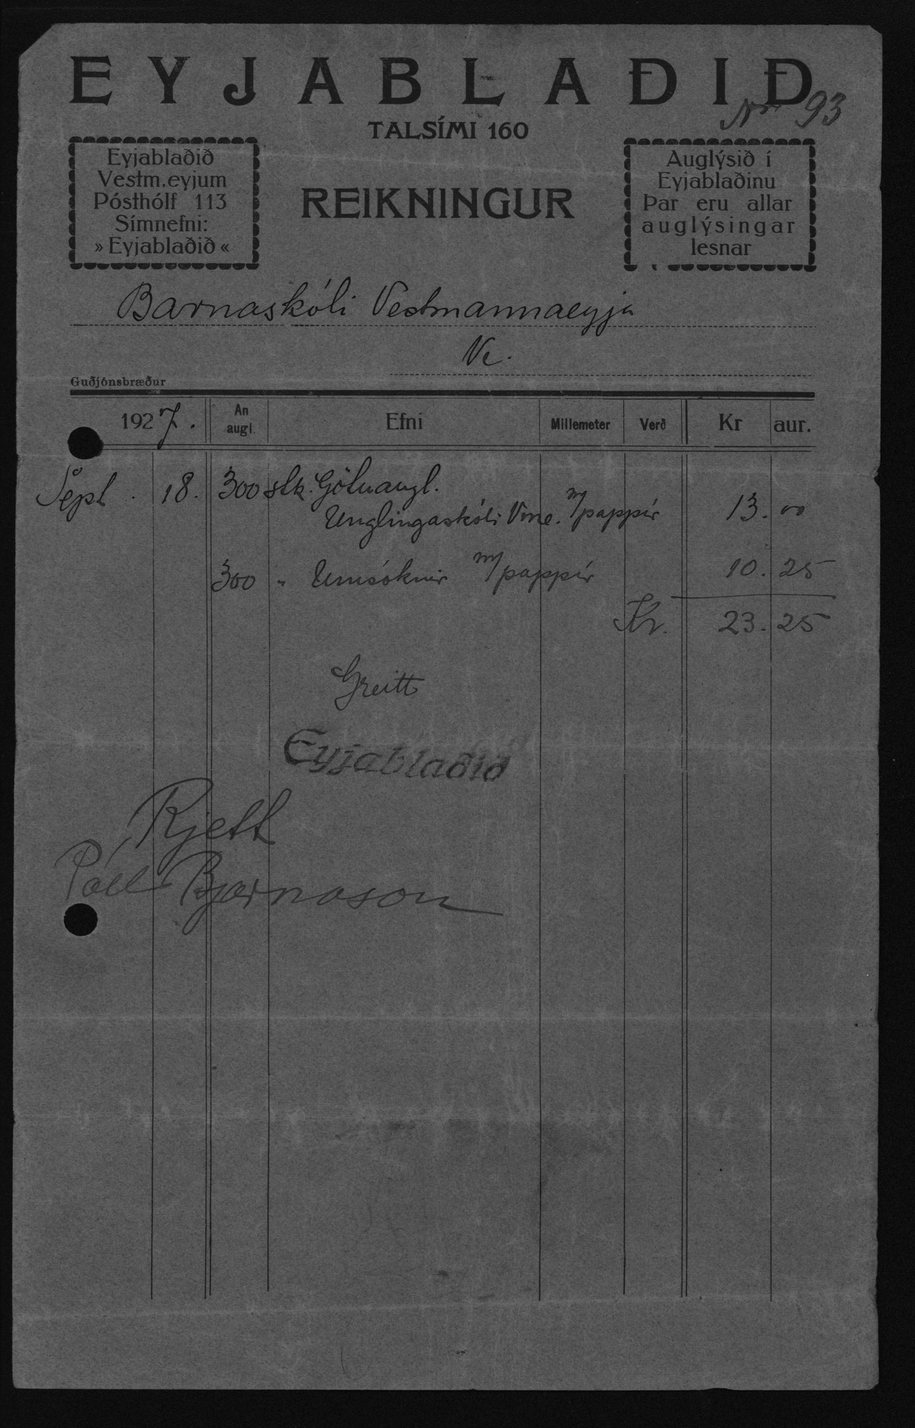 EYJABLAÐIÐ
Nr. 93
TALSÍMI 160
Eyjablaðið
Vestm.eyjum
Pósthólf 113
Símnefni:
» Eyjablaðið «
REIKNINGUR
Auglýsið í
Eyjablaðinu
Þar eru allar
auglýsingar
lesnar
Barnaskóli Vestmannaeyja
Ve.
Guðjónsbræður
1927. An augl. Efni Millemeter Verð Kr aur.
Sept. 18. 300 stk. Götuaugl.
Unglingaskóli Vme. m/pappír 13.00
300 " Umsóknir m/pappír 10.25
Kr. 23.25
Greitt
Eyjablaðið
Rjett
Páll Bjarnason